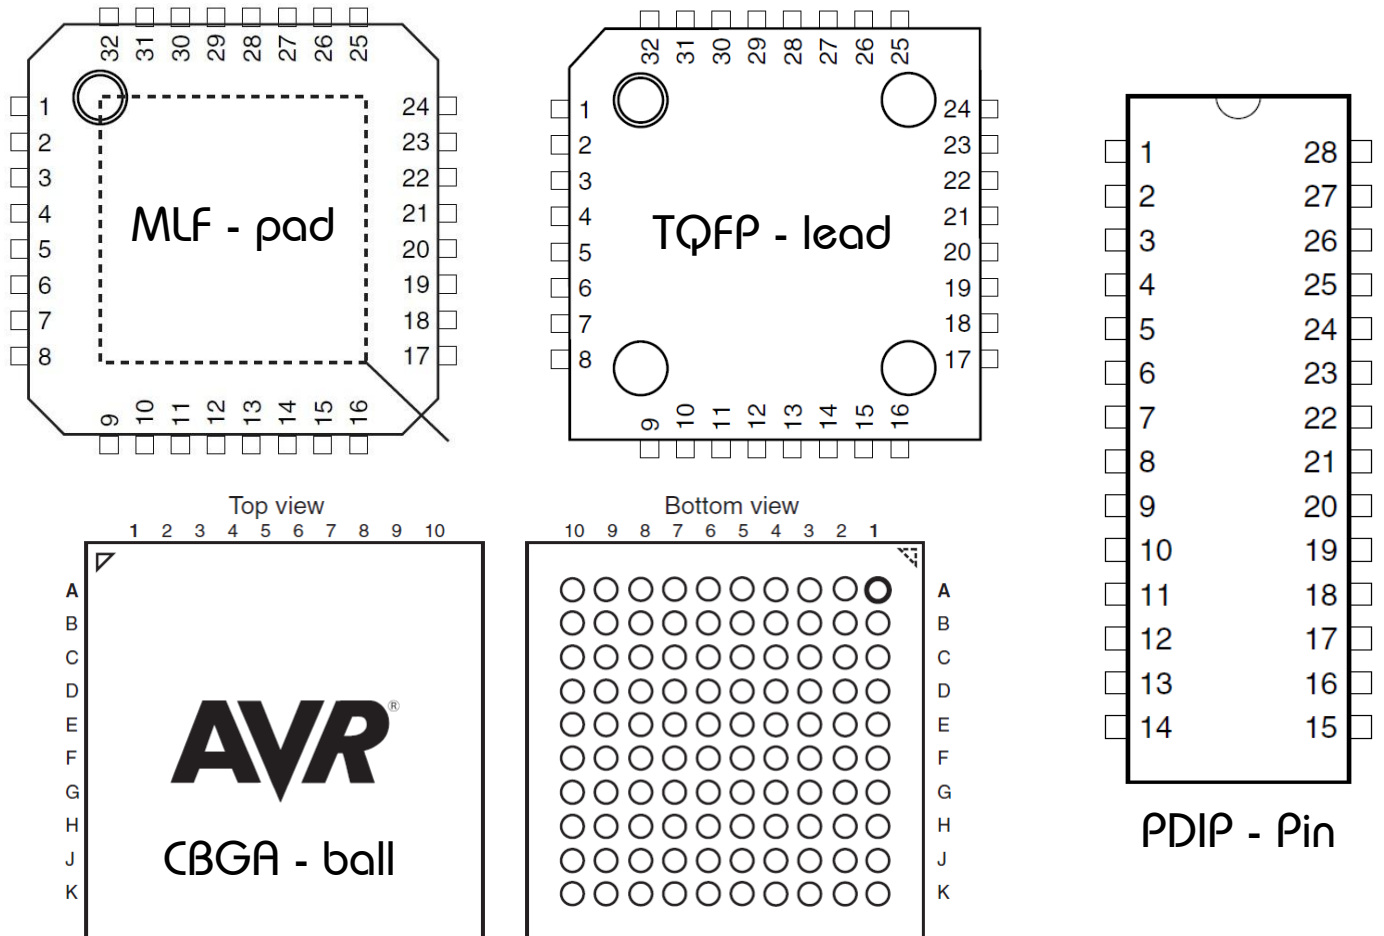 32 31 30 29 28 27 26 25
1 24
2 23
3 22
4 21
5 20
6 19
7 18
8 17
MLF - pad
9 10 11 12 13 14 15 16
32 31 30 29 28 27 26 25
1 24
2 23
3 22
4 21
5 20
6 19
7 18
8 17
TQFP - lead
9 10 11 12 13 14 15 16
1 28
2 27
3 26
4 25
5 24
6 23
7 22
8 21
9 20
10 19
11 18
12 17
13 16
14 15
PDIP - Pin
Top view
1 2 3 4 5 6 7 8 9 10
A
B
C
D
E
F
G
H
J
K
AVR®
CBGA - ball
Bottom view
10 9 8 7 6 5 4 3 2 1
A
B
C
D
E
F
G
H
J
K